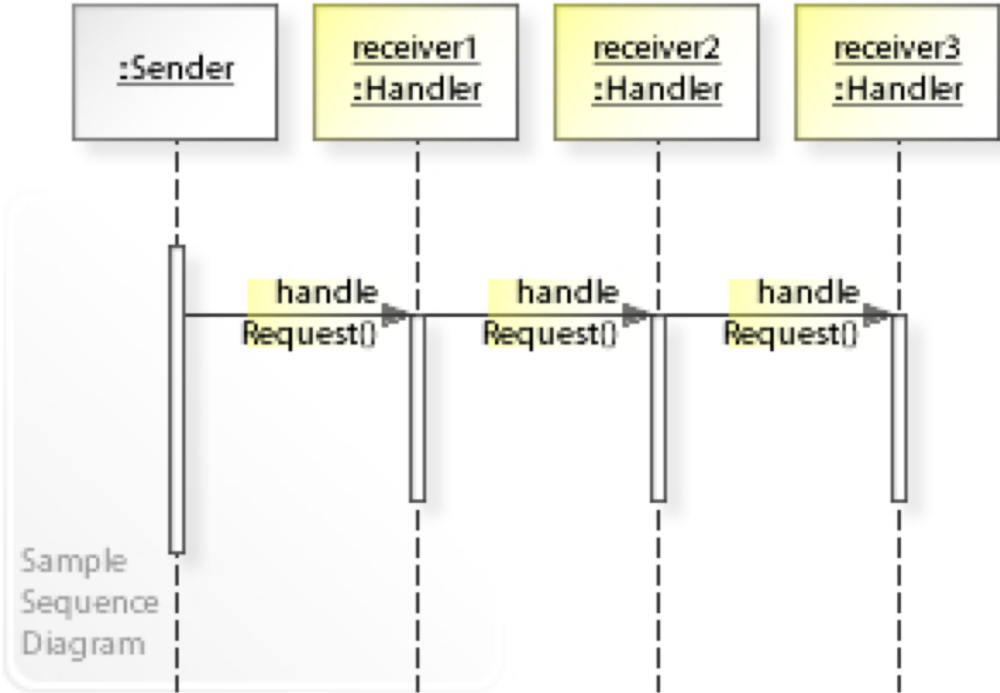 :Sender
receiver1
:Handler
receiver2
:Handler
receiver3
:Handler
handle
Request()
handle
Request()
handle
Request()
Sample
Sequence
Diagram